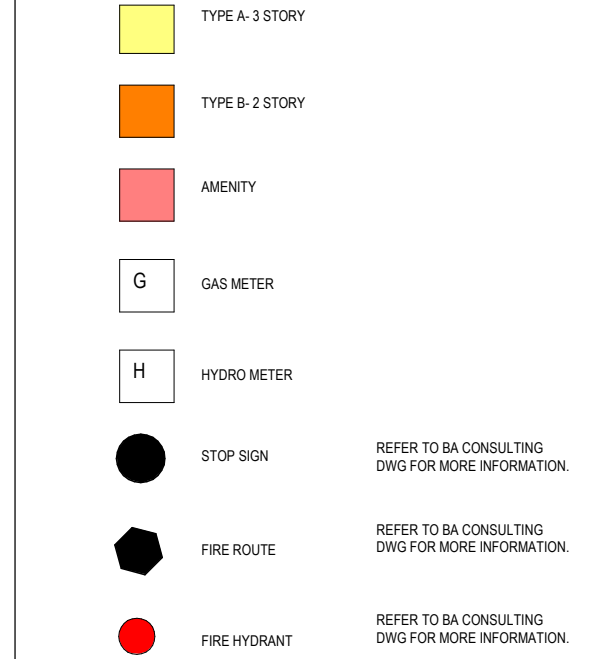 TYPE A- 3 STORY
TYPE B- 2 STORY
AMENITY
G
GAS METER
H
HYDRO METER
STOP SIGN
REFER TO BA CONSULTING
DWG FOR MORE INFORMATION.
FIRE ROUTE
REFER TO BA CONSULTING
DWG FOR MORE INFORMATION.
FIRE HYDRANT
REFER TO BA CONSULTING
DWG FOR MORE INFORMATION.